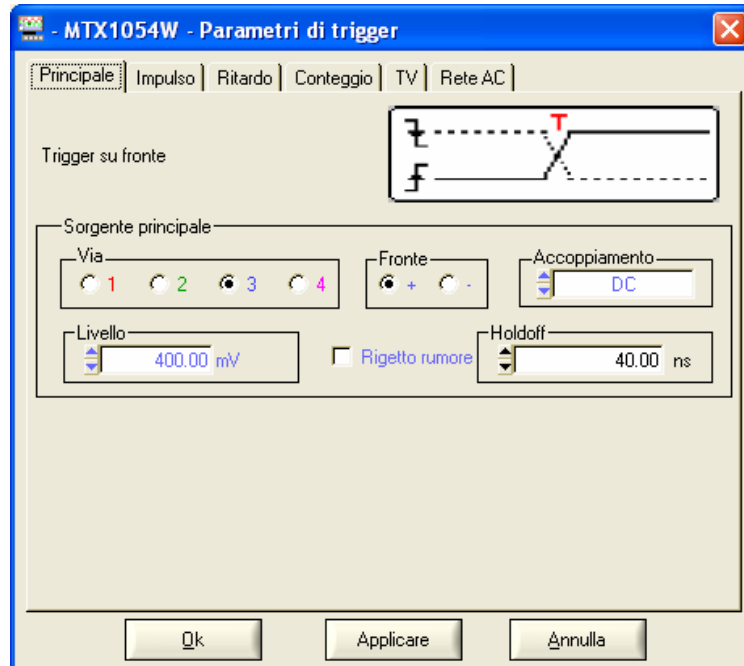 - MTX1054W - Parametri di trigger
Principale Impulso Ritardo Conteggio TV Rete AC
T
Trigger su fronte
Sorgente principale
Via Fronte Accoppiamento
1 2 3 4 + - DC
Livello Holdoff
400.00 mV Rigetto rumore 40.00 ns
Ok Applicare Annulla